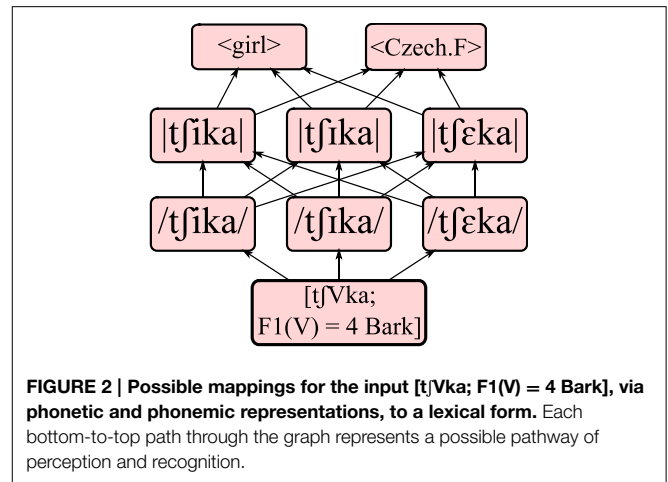 <girl> <Czech.F>
|tʃika| |tʃɪka| |tʃɛka|
/tʃika/ /tʃɪka/ /tʃɛka/
[tʃVka;
F1(V) = 4 Bark]
FIGURE 2 | Possible mappings for the input [tʃVka; F1(V) = 4 Bark], via
phonetic and phonemic representations, to a lexical form. Each
bottom-to-top path through the graph represents a possible pathway of
perception and recognition.